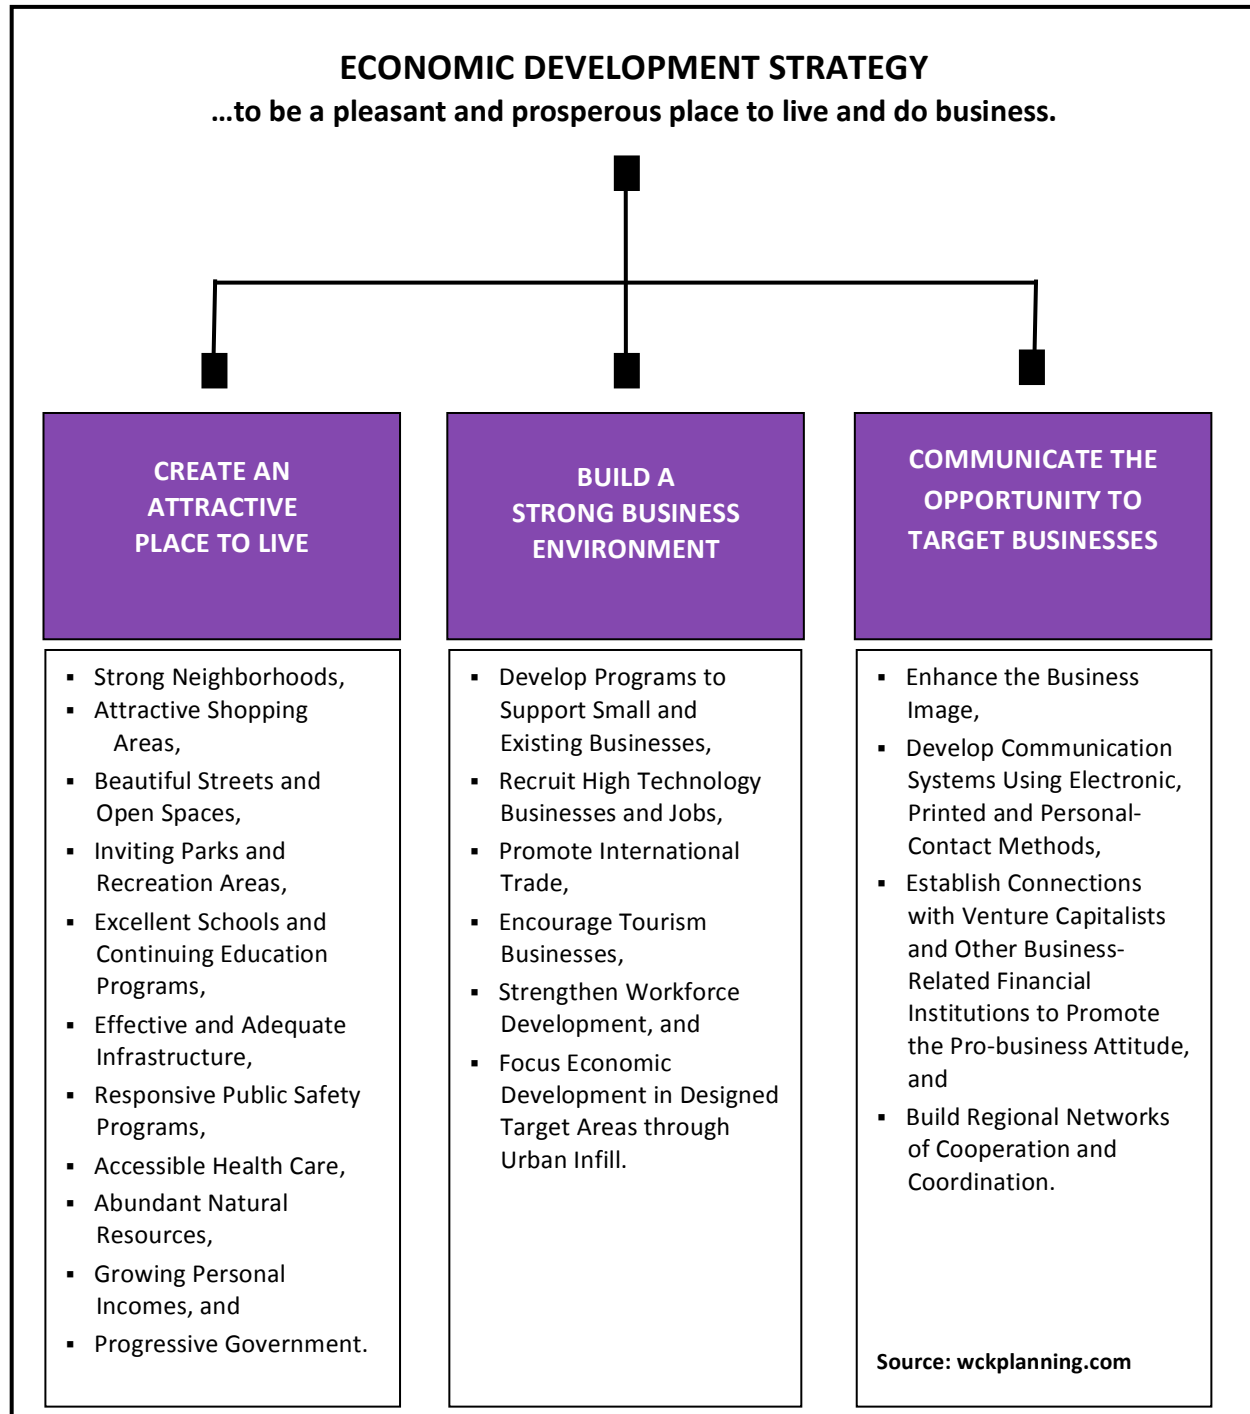 ECONOMIC DEVELOPMENT STRATEGY
…to be a pleasant and prosperous place to live and do business.
CREATE AN
ATTRACTIVE
PLACE TO LIVE
▪ Strong Neighborhoods,
▪ Attractive Shopping
Areas,
▪ Beautiful Streets and
Open Spaces,
▪ Inviting Parks and
Recreation Areas,
▪ Excellent Schools and
Continuing Education
Programs,
▪ Effective and Adequate
Infrastructure,
▪ Responsive Public Safety
Programs,
▪ Accessible Health Care,
▪ Abundant Natural
Resources,
▪ Growing Personal
Incomes, and
▪ Progressive Government.
BUILD A
STRONG BUSINESS
ENVIRONMENT
▪ Develop Programs to
Support Small and
Existing Businesses,
▪ Recruit High Technology
Businesses and Jobs,
▪ Promote International
Trade,
▪ Encourage Tourism
Businesses,
▪ Strengthen Workforce
Development, and
▪ Focus Economic
Development in Designed
Target Areas through
Urban Infill.
COMMUNICATE THE
OPPORTUNITY TO
TARGET BUSINESSES
▪ Enhance the Business
Image,
▪ Develop Communication
Systems Using Electronic,
Printed and Personal-
Contact Methods,
▪ Establish Connections
with Venture Capitalists
and Other Business-
Related Financial
Institutions to Promote
the Pro-business Attitude,
and
▪ Build Regional Networks
of Cooperation and
Coordination.
Source: wckplanning.com